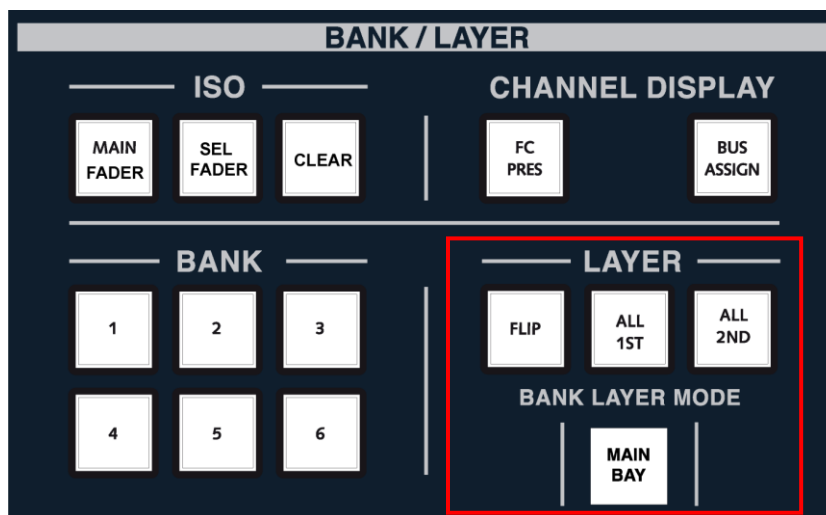 BANK / LAYER
ISO
MAIN
FADER
SEL
FADER
CLEAR
CHANNEL DISPLAY
FC
PRES
BUS
ASSIGN
BANK
1
2
3
4
5
6
LAYER
FLIP
ALL
1ST
ALL
2ND
BANK LAYER MODE
MAIN
BAY